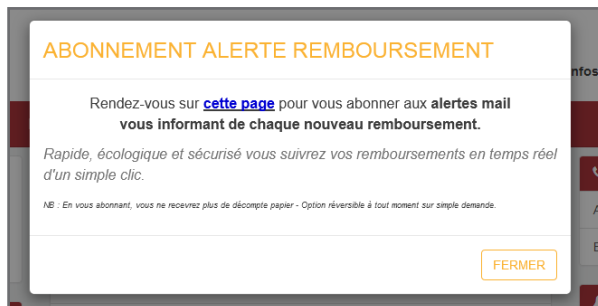 ABONNEMENT ALERTE REMBOURSEMENT
nfos
Rendez-vous sur cette page pour vous abonner aux alertes mail
vous informant de chaque nouveau remboursement.
Rapide, écologique et sécurisé vous suivrez vos remboursements en temps réel
d'un simple clic.
NB : En vous abonnant, vous ne recevrez plus de décompte papier - Option réversible à tout moment sur simple demande.
FERMER